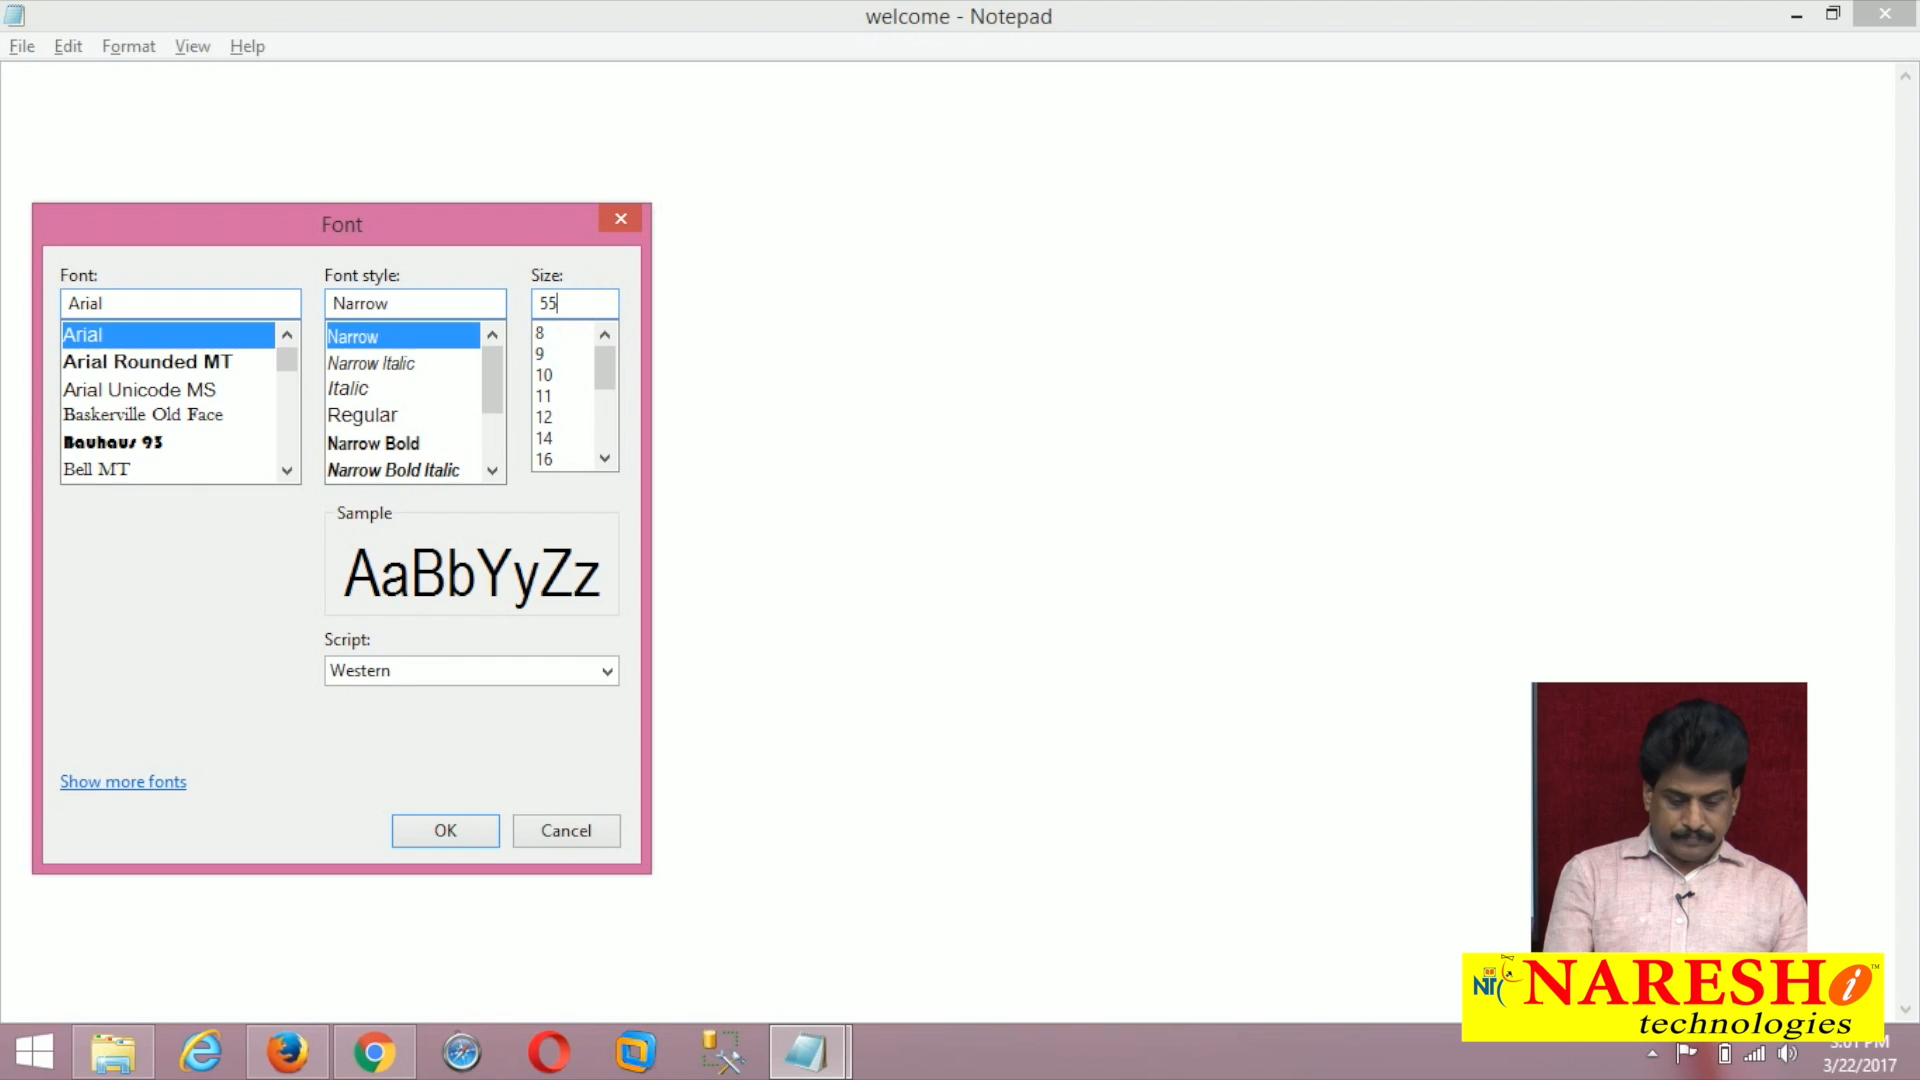 welcome - Notepad
File Edit Format View Help
Font
Font: Font style: Size:
Arial Narrow 55
Arial
Arial Rounded MT
Arial Unicode MS
Baskerville Old Face
Bauhaus 93
Bell MT
Narrow
Narrow Italic
Italic
Regular
Narrow Bold
Narrow Bold Italic
8
9
10
11
12
14
16
Sample
AaBbYyZz
Script:
Western
Show more fonts
OK Cancel
NARESH i ™
technologies
3/22/2017